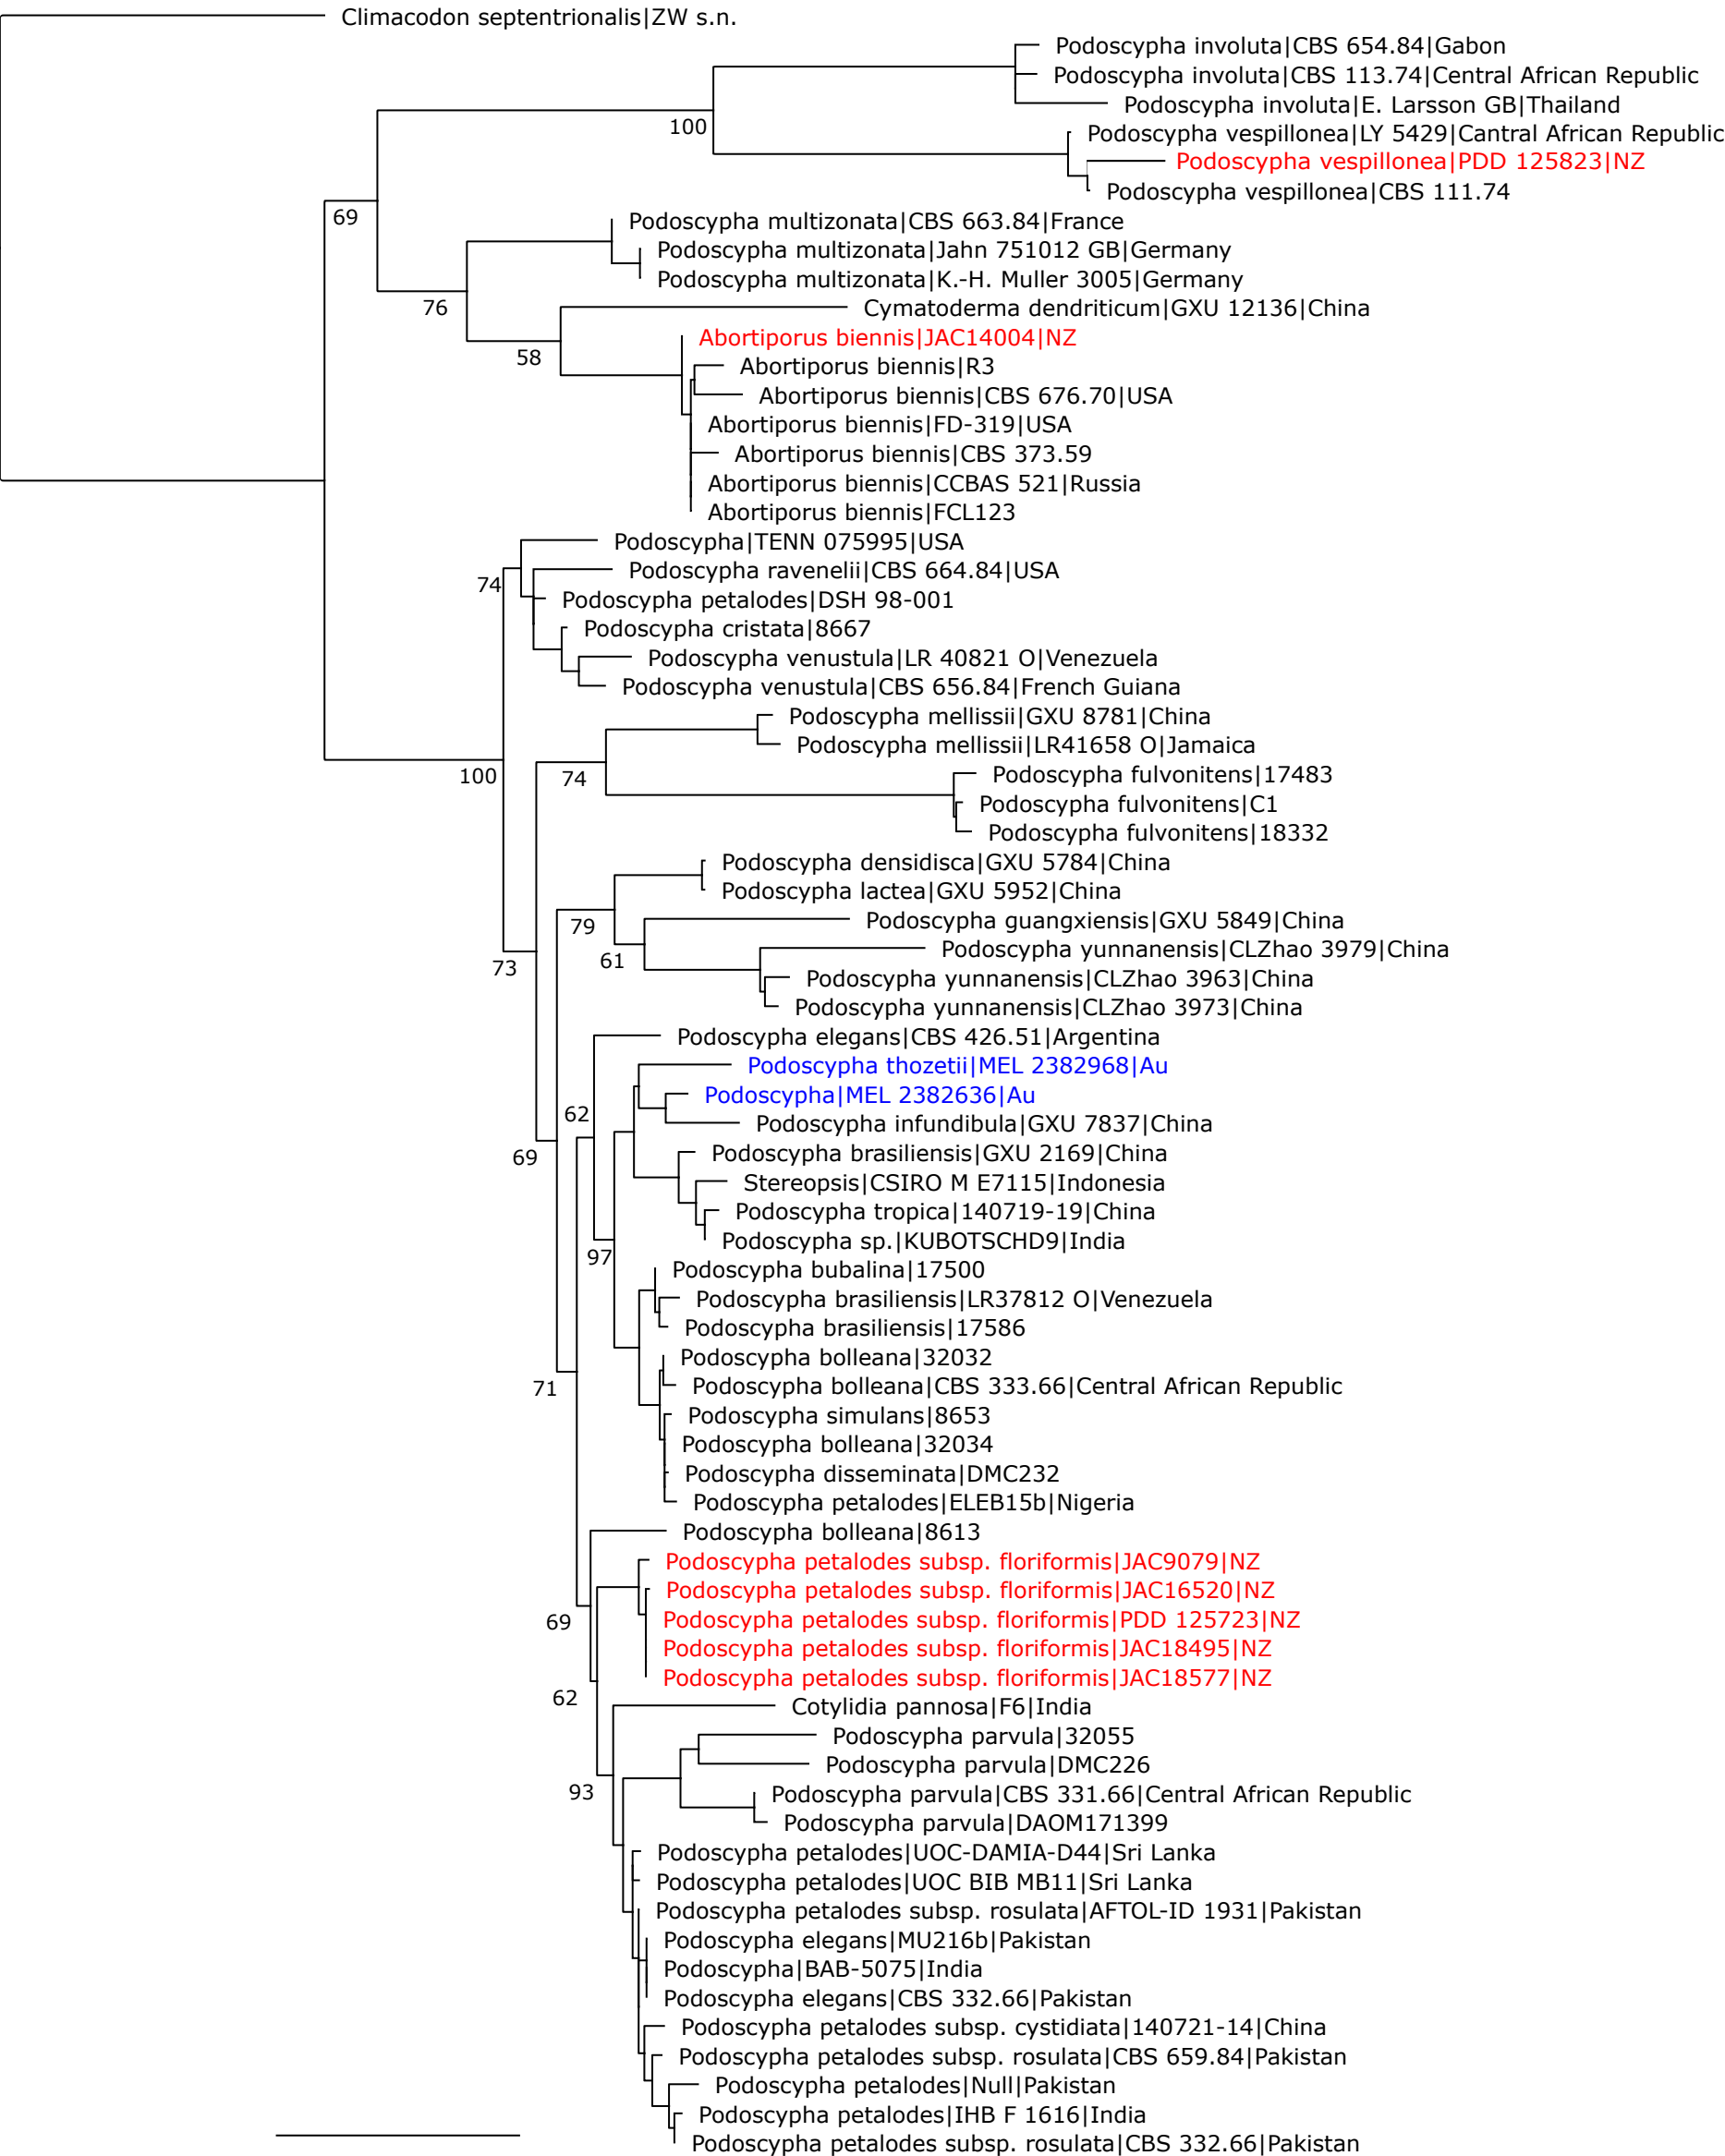 Climacodon septentrionalis|ZW s.n.
Podoscypha involuta|CBS 654.84|Gabon
Podoscypha involuta|CBS 113.74|Central African Republic
Podoscypha involuta|E. Larsson GB|Thailand
100
Podoscypha vespillonea|LY 5429|Cantral African Republic
Podoscypha vespillonea|PDD 125823|NZ
Podoscypha vespillonea|CBS 111.74
69
Podoscypha multizonata|CBS 663.84|France
Podoscypha multizonata|Jahn 751012 GB|Germany
Podoscypha multizonata|K.-H. Muller 3005|Germany
76
Cymatoderma dendriticum|GXU 12136|China
Abortiporus biennis|JAC14004|NZ
58
Abortiporus biennis|R3
Abortiporus biennis|CBS 676.70|USA
Abortiporus biennis|FD-319|USA
Abortiporus biennis|CBS 373.59
Abortiporus biennis|CCBAS 521|Russia
Abortiporus biennis|FCL123
Podoscypha|TENN 075995|USA
Podoscypha ravenelii|CBS 664.84|USA
74
Podoscypha petalodes|DSH 98-001
Podoscypha cristata|8667
Podoscypha venustula|LR 40821 O|Venezuela
Podoscypha venustula|CBS 656.84|French Guiana
Podoscypha mellissii|GXU 8781|China
Podoscypha mellissii|LR41658 O|Jamaica
100
74
Podoscypha fulvonitens|17483
Podoscypha fulvonitens|C1
Podoscypha fulvonitens|18332
Podoscypha densidisca|GXU 5784|China
Podoscypha lactea|GXU 5952|China
79
Podoscypha guangxiensis|GXU 5849|China
Podoscypha yunnanensis|CLZhao 3979|China
61
73
Podoscypha yunnanensis|CLZhao 3963|China
Podoscypha yunnanensis|CLZhao 3973|China
Podoscypha elegans|CBS 426.51|Argentina
Podoscypha thozetii|MEL 2382968|Au
Podoscypha|MEL 2382636|Au
62
Podoscypha infundibula|GXU 7837|China
69
Podoscypha brasiliensis|GXU 2169|China
Stereopsis|CSIRO M E7115|Indonesia
Podoscypha tropica|140719-19|China
Podoscypha sp.|KUBOTSCHD9|India
97
Podoscypha bubalina|17500
Podoscypha brasiliensis|LR37812 O|Venezuela
Podoscypha brasiliensis|17586
Podoscypha bolleana|32032
71
Podoscypha bolleana|CBS 333.66|Central African Republic
Podoscypha simulans|8653
Podoscypha bolleana|32034
Podoscypha disseminata|DMC232
Podoscypha petalodes|ELEB15b|Nigeria
Podoscypha bolleana|8613
Podoscypha petalodes subsp. floriformis|JAC9079|NZ
Podoscypha petalodes subsp. floriformis|JAC16520|NZ
69
Podoscypha petalodes subsp. floriformis|PDD 125723|NZ
Podoscypha petalodes subsp. floriformis|JAC18495|NZ
Podoscypha petalodes subsp. floriformis|JAC18577|NZ
62
Cotylidia pannosa|F6|India
Podoscypha parvula|32055
Podoscypha parvula|DMC226
93
Podoscypha parvula|CBS 331.66|Central African Republic
Podoscypha parvula|DAOM171399
Podoscypha petalodes|UOC-DAMIA-D44|Sri Lanka
Podoscypha petalodes|UOC BIB MB11|Sri Lanka
Podoscypha petalodes subsp. rosulata|AFTOL-ID 1931|Pakistan
Podoscypha elegans|MU216b|Pakistan
Podoscypha|BAB-5075|India
Podoscypha elegans|CBS 332.66|Pakistan
Podoscypha petalodes subsp. cystidiata|140721-14|China
Podoscypha petalodes subsp. rosulata|CBS 659.84|Pakistan
Podoscypha petalodes|Null|Pakistan
Podoscypha petalodes|IHB F 1616|India
Podoscypha petalodes subsp. rosulata|CBS 332.66|Pakistan